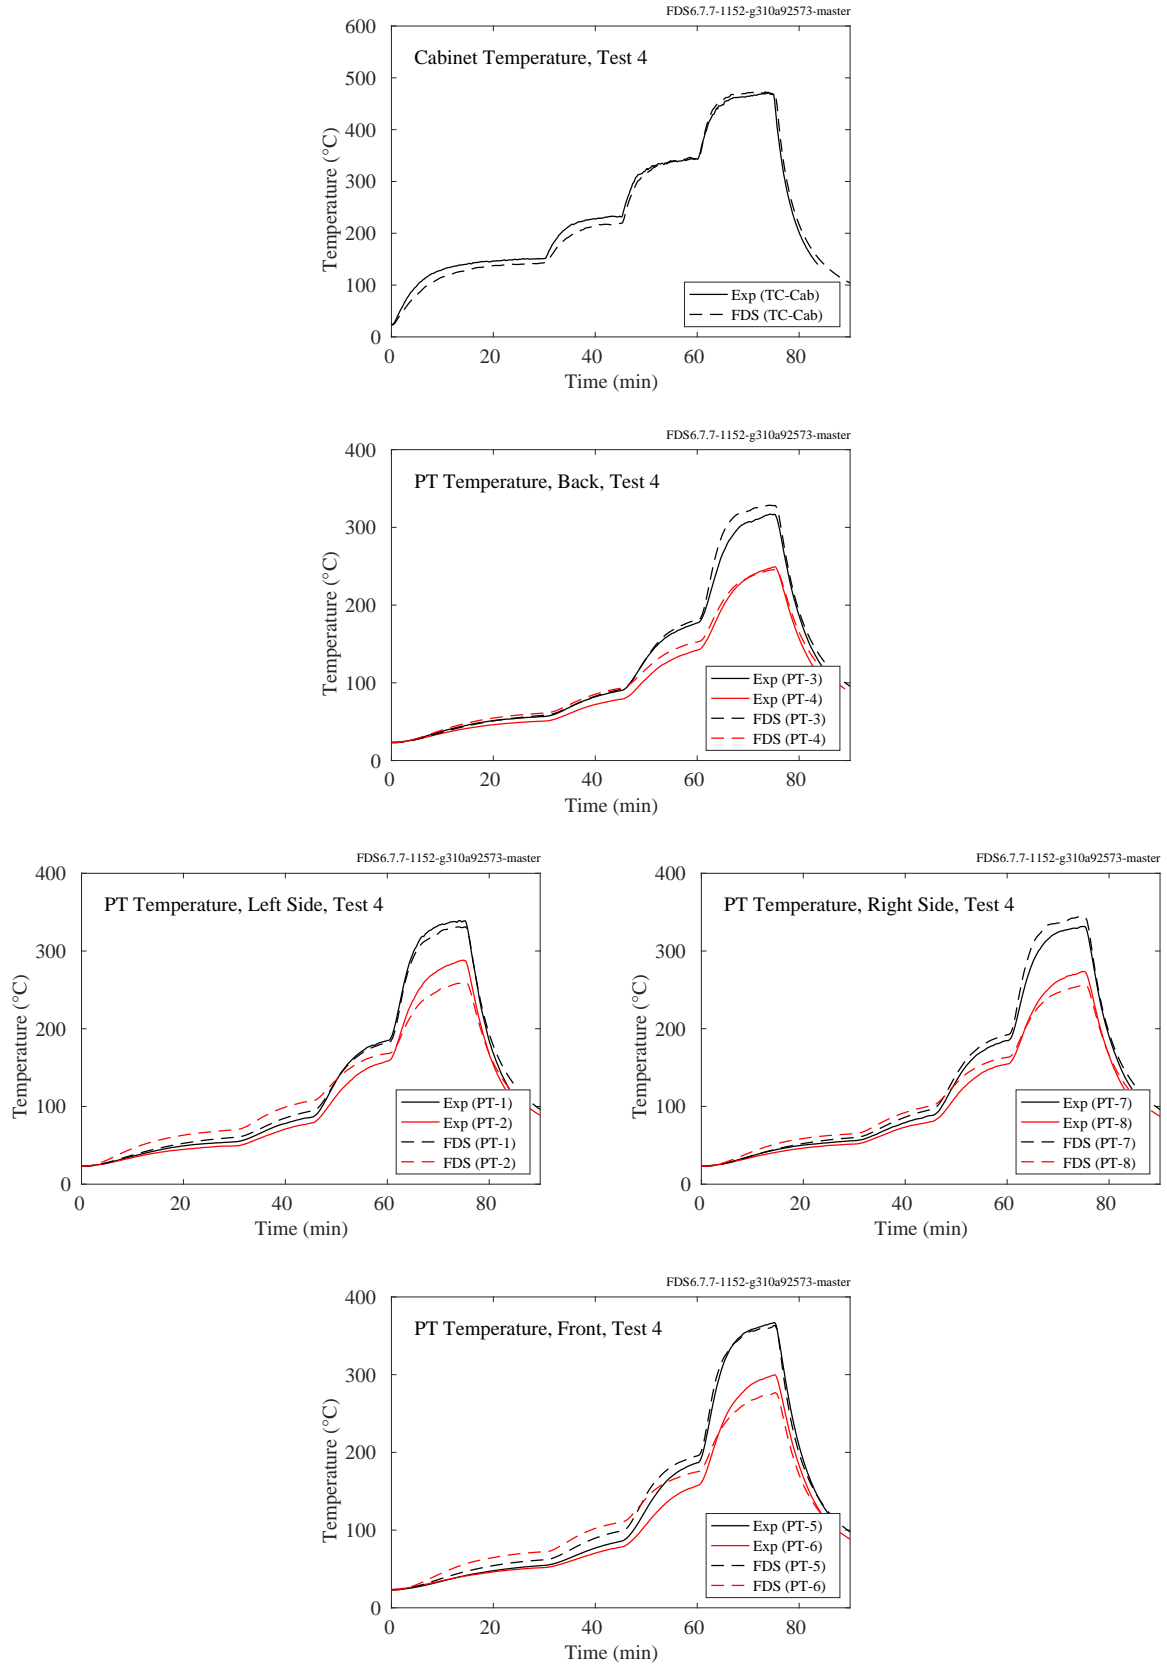 FDS6.7.7-1152-g310a92573-master
Cabinet Temperature, Test 4
Temperature (°C)
600
500
400
300
200
100
0
0 20 40 60 80
Time (min)
Exp (TC-Cab)
FDS (TC-Cab)
FDS6.7.7-1152-g310a92573-master
PT Temperature, Back, Test 4
Temperature (°C)
400
300
200
100
0
0 20 40 60 80
Time (min)
Exp (PT-3)
Exp (PT-4)
FDS (PT-3)
FDS (PT-4)
FDS6.7.7-1152-g310a92573-master
PT Temperature, Left Side, Test 4
Temperature (°C)
400
300
200
100
0
0 20 40 60 80
Time (min)
Exp (PT-1)
Exp (PT-2)
FDS (PT-1)
FDS (PT-2)
FDS6.7.7-1152-g310a92573-master
PT Temperature, Right Side, Test 4
Temperature (°C)
400
300
200
100
0
0 20 40 60 80
Time (min)
Exp (PT-7)
Exp (PT-8)
FDS (PT-7)
FDS (PT-8)
FDS6.7.7-1152-g310a92573-master
PT Temperature, Front, Test 4
Temperature (°C)
400
300
200
100
0
0 20 40 60 80
Time (min)
Exp (PT-5)
Exp (PT-6)
FDS (PT-5)
FDS (PT-6)